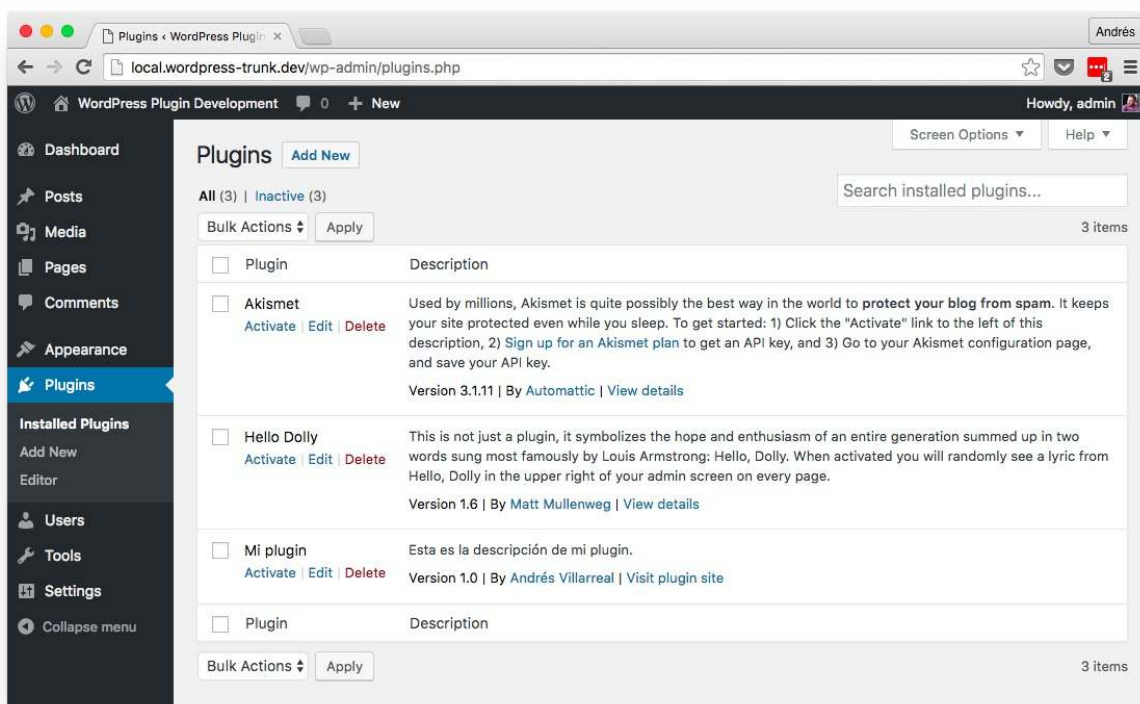 Plugins ‹ WordPress Plugin
Andrés
local.wordpress-trunk.dev/wp-admin/plugins.php
2
WordPress Plugin Development 0 + New
Howdy, admin
Dashboard
Posts
Media
Pages
Comments
Appearance
Plugins
Installed Plugins
Add New
Editor
Users
Tools
Settings
Collapse menu
Screen Options
Help
Plugins Add New
All (3) | Inactive (3)
Search installed plugins...
Bulk Actions Apply
3 items
Plugin Description
Akismet
Activate | Edit | Delete
Used by millions, Akismet is quite possibly the best way in the world to protect your blog from spam. It keeps
your site protected even while you sleep. To get started: 1) Click the "Activate" link to the left of this
description, 2) Sign up for an Akismet plan to get an API key, and 3) Go to your Akismet configuration page,
and save your API key.
Version 3.1.11 | By Automattic | View details
Hello Dolly
Activate | Edit | Delete
This is not just a plugin, it symbolizes the hope and enthusiasm of an entire generation summed up in two
words sung most famously by Louis Armstrong: Hello, Dolly. When activated you will randomly see a lyric from
Hello, Dolly in the upper right of your admin screen on every page.
Version 1.6 | By Matt Mullenweg | View details
Mi plugin
Activate | Edit | Delete
Esta es la descripción de mi plugin.
Version 1.0 | By Andrés Villarreal | Visit plugin site
Plugin Description
Bulk Actions Apply
3 items